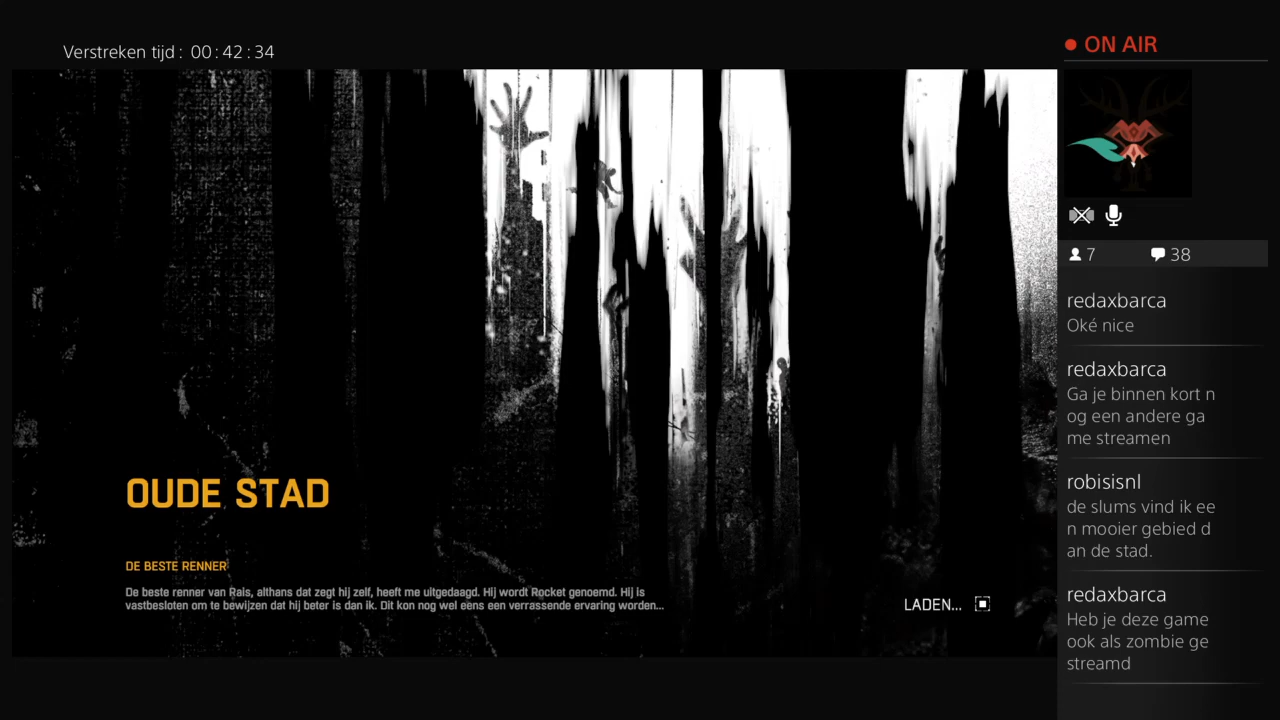 Verstreken tijd : 00:42:34
ON AIR
7 38
redaxbarca
Oké nice
redaxbarca
Ga je binnen kort n
og een andere ga
me streamen
robisisnl
de slums vind ik ee
n mooier gebied d
an de stad.
redaxbarca
Heb je deze game
ook als zombie ge
streamd
OUDE STAD
DE BESTE RENNER
De beste renner van Rais, althans dat zegt hij zelf, heeft me uitgedaagd. Hij wordt Rocket genoemd. Hij is
vastbesloten om te bewijzen dat hij beter is dan ik. Dit kon nog wel eens een verrassende ervaring worden...
LADEN...